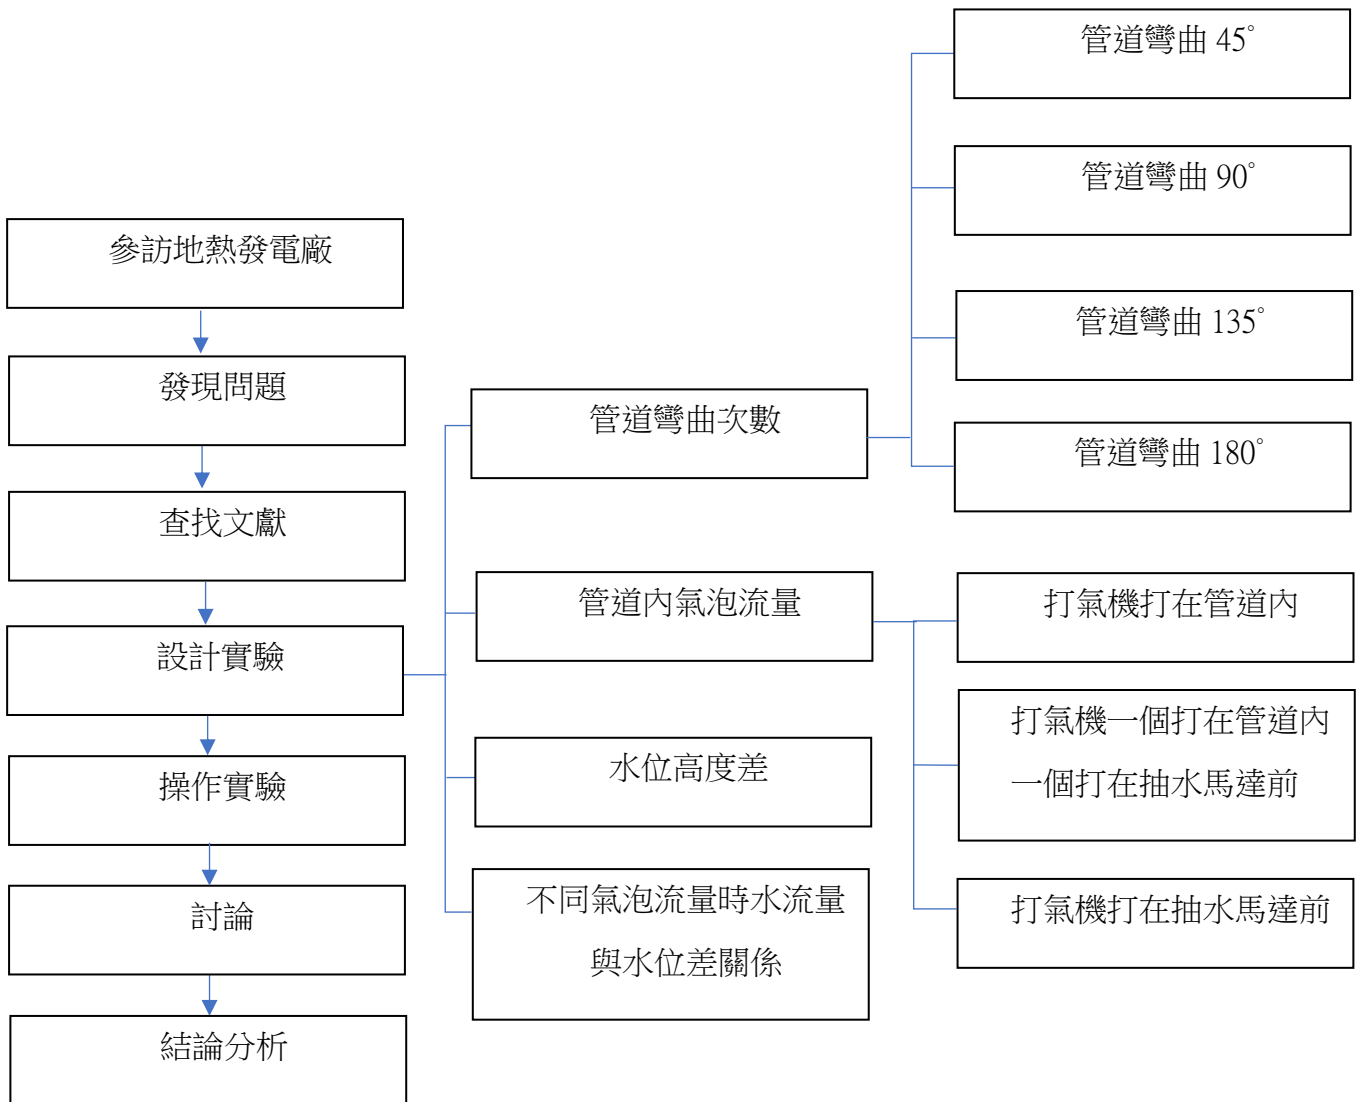 參訪地熱發電廠
發現問題
查找文獻
設計實驗
操作實驗
討論
結論分析
管道彎曲次數
管道內氣泡流量
水位高度差
不同氣泡流量時水流量
與水位差關係
管道彎曲 45°
管道彎曲 90°
管道彎曲 135°
管道彎曲 180°
打氣機打在管道內
打氣機一個打在管道內
一個打在抽水馬達前
打氣機打在抽水馬達前